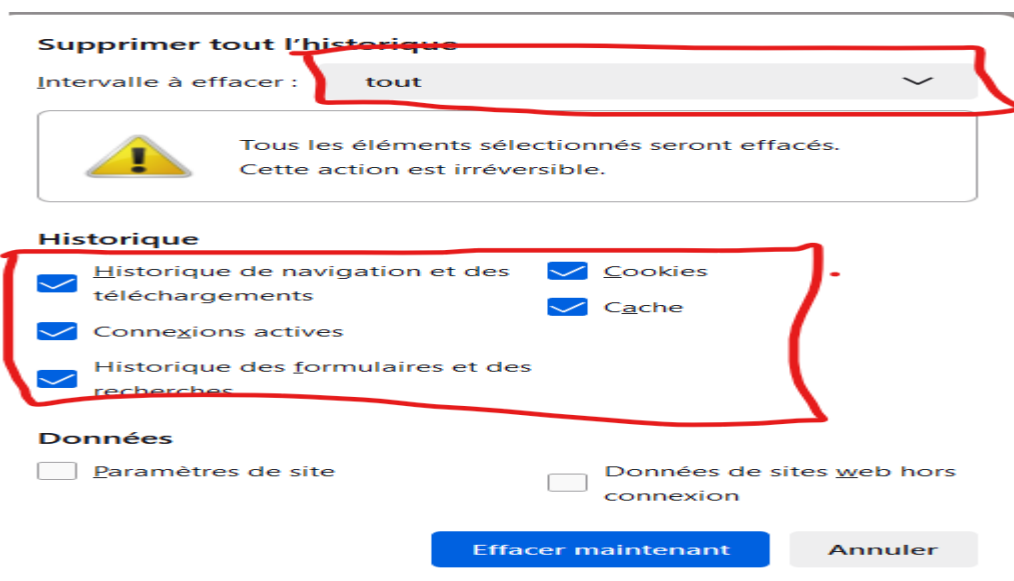 Supprimer tout l'historique
Intervalle à effacer : tout
Tous les éléments sélectionnés seront effacés.
Cette action est irréversible.
Historique
Historique de navigation et des
téléchargements
Connexions actives
Historique des formulaires et des
recherches
Cookies
Cache
Données
Paramètres de site
Données de sites web hors
connexion
Effacer maintenant
Annuler